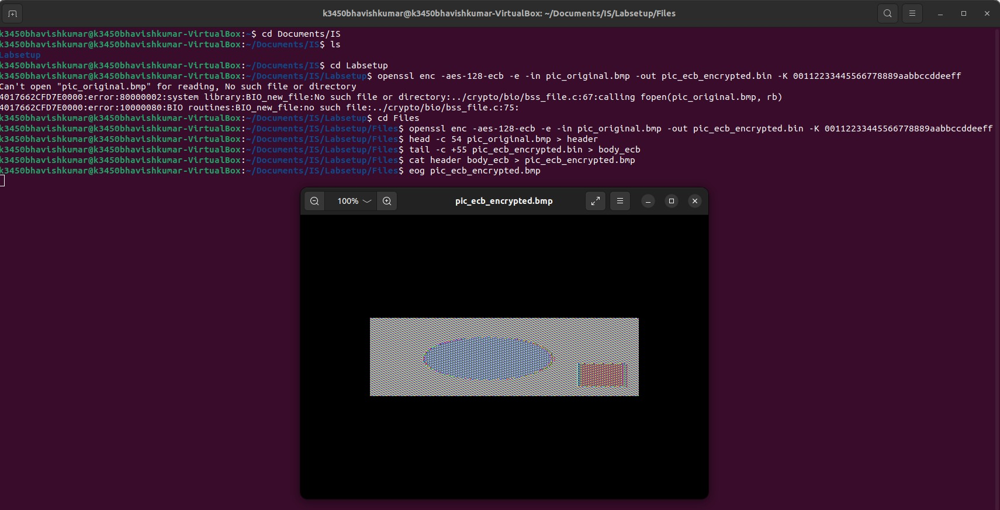 k3450bhavishkumar@k3450bhavishkumar-VirtualBox: ~/Documents/IS/Labsetup/Files
k3450bhavishkumar@k3450bhavishkumar-VirtualBox:~$ cd Documents/IS
k3450bhavishkumar@k3450bhavishkumar-VirtualBox:~/Documents/IS$ ls
Labsetup
k3450bhavishkumar@k3450bhavishkumar-VirtualBox:~/Documents/IS$ cd Labsetup
k3450bhavishkumar@k3450bhavishkumar-VirtualBox:~/Documents/IS/Labsetup$ openssl enc -aes-128-ecb -e -in pic_original.bmp -out pic_ecb_encrypted.bin -K 00112233445566778889aabbccddeeff
Can't open "pic_original.bmp" for reading, No such file or directory
4017662CFD7E0000:error:80000002:system library:BIO_new_file:No such file or directory:../crypto/bio/bss_file.c:67:calling fopen(pic_original.bmp, rb)
4017662CFD7E0000:error:10000080:BIO routines:BIO_new_file:no such file:../crypto/bio/bss_file.c:75:
k3450bhavishkumar@k3450bhavishkumar-VirtualBox:~/Documents/IS/Labsetup$ cd Files
k3450bhavishkumar@k3450bhavishkumar-VirtualBox:~/Documents/IS/Labsetup/Files$ openssl enc -aes-128-ecb -e -in pic_original.bmp -out pic_ecb_encrypted.bin -K 00112233445566778889aabbccddeeff
k3450bhavishkumar@k3450bhavishkumar-VirtualBox:~/Documents/IS/Labsetup/Files$ head -c 54 pic_original.bmp > header
k3450bhavishkumar@k3450bhavishkumar-VirtualBox:~/Documents/IS/Labsetup/Files$ tail -c +55 pic_ecb_encrypted.bin > body_ecb
k3450bhavishkumar@k3450bhavishkumar-VirtualBox:~/Documents/IS/Labsetup/Files$ cat header body_ecb > pic_ecb_encrypted.bmp
k3450bhavishkumar@k3450bhavishkumar-VirtualBox:~/Documents/IS/Labsetup/Files$ eog pic_ecb_encrypted.bmp
100%
pic_ecb_encrypted.bmp